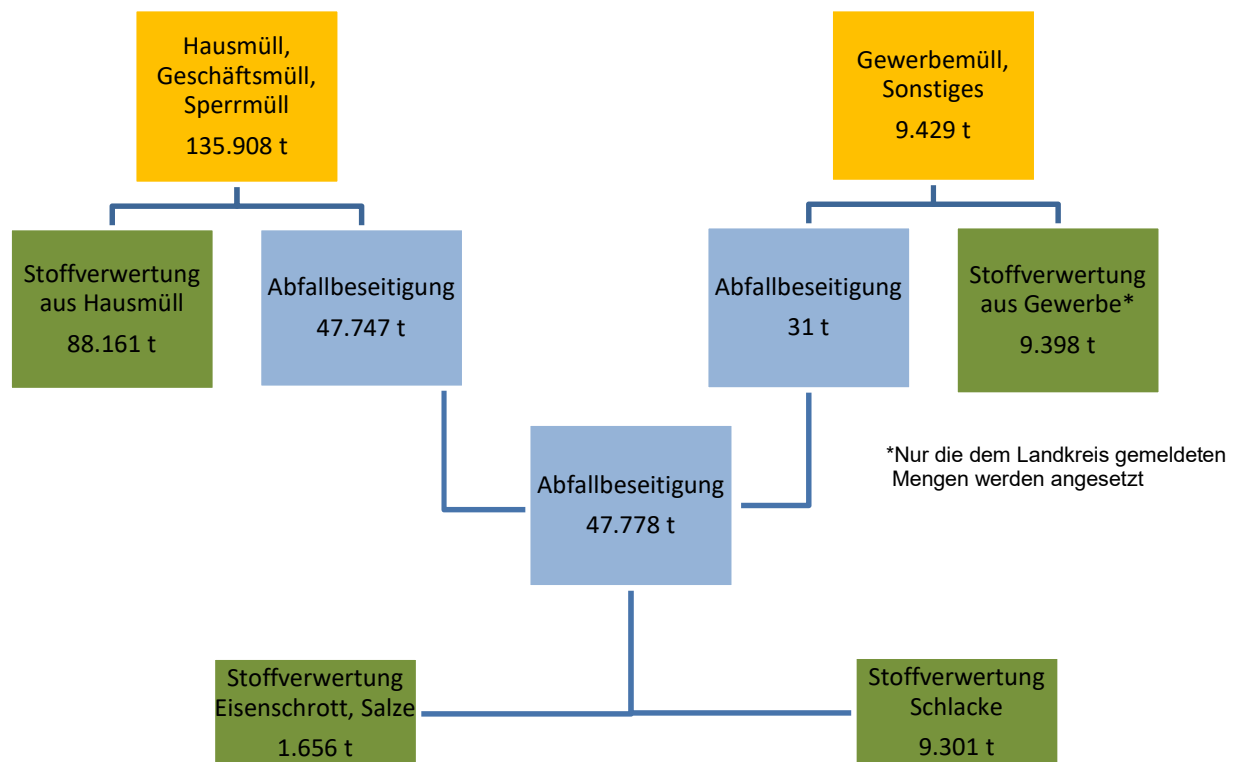 Hausmüll,
Geschäftsmüll,
Sperrmüll
135.908 t
Gewerbemüll,
Sonstiges
9.429 t
Stoffverwertung
aus Hausmüll
88.161 t
Abfallbeseitigung
47.747 t
Abfallbeseitigung
31 t
Stoffverwertung
aus Gewerbe*
9.398 t
*Nur die dem Landkreis gemeldeten
Mengen werden angesetzt
Abfallbeseitigung
47.778 t
Stoffverwertung
Eisenschrott, Salze
1.656 t
Stoffverwertung
Schlacke
9.301 t